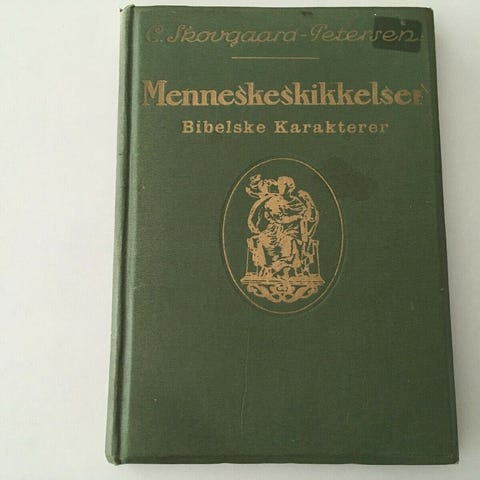 C. Skovgaard-Petersen
Menneskeskikkelser
Bibelske Karakterer